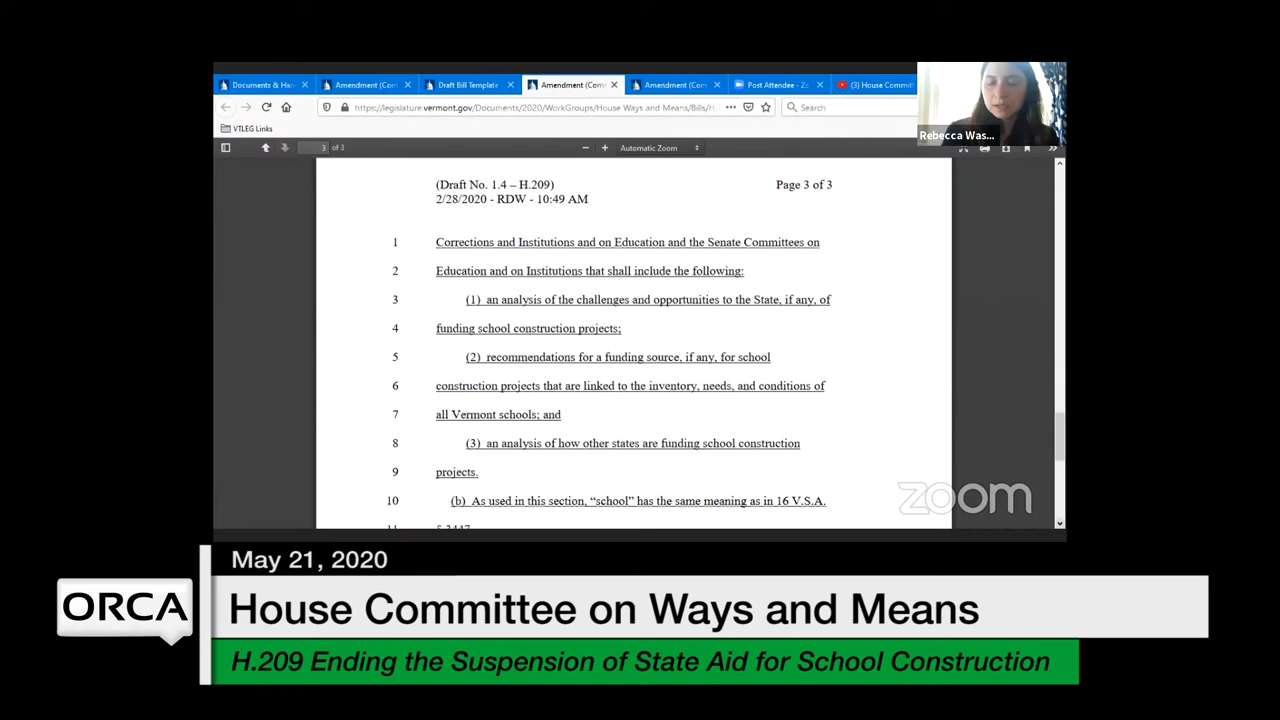 Documents & Han
Amendment (Com
Draft Bill Template
Amendment (Com
Amendment (Com
Post Attendee - Zo
(3) House Committ
https://legislature.vermont.gov/Documents/2020/WorkGroups/House Ways and Means/Bills/H
Search
VTLEG Links
Rebecca Was...
3 of 3
Automatic Zoom
(Draft No. 1.4 – H.209) Page 3 of 3
2/28/2020 - RDW - 10:49 AM
1 Corrections and Institutions and on Education and the Senate Committees on
2 Education and on Institutions that shall include the following:
3 (1) an analysis of the challenges and opportunities to the State, if any, of
4 funding school construction projects;
5 (2) recommendations for a funding source, if any, for school
6 construction projects that are linked to the inventory, needs, and conditions of
7 all Vermont schools; and
8 (3) an analysis of how other states are funding school construction
9 projects.
10 (b) As used in this section, “school” has the same meaning as in 16 V.S.A.
11 § 3447
zoom
May 21, 2020
ORCA
House Committee on Ways and Means
H.209 Ending the Suspension of State Aid for School Construction